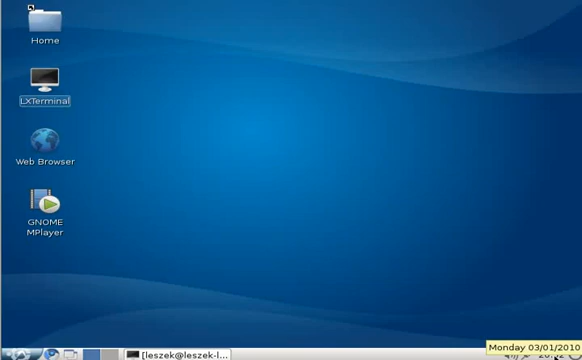 Home
LXTerminal
Web Browser
GNOME
MPlayer
[leszek@leszek-l...
Monday 03/01/2010